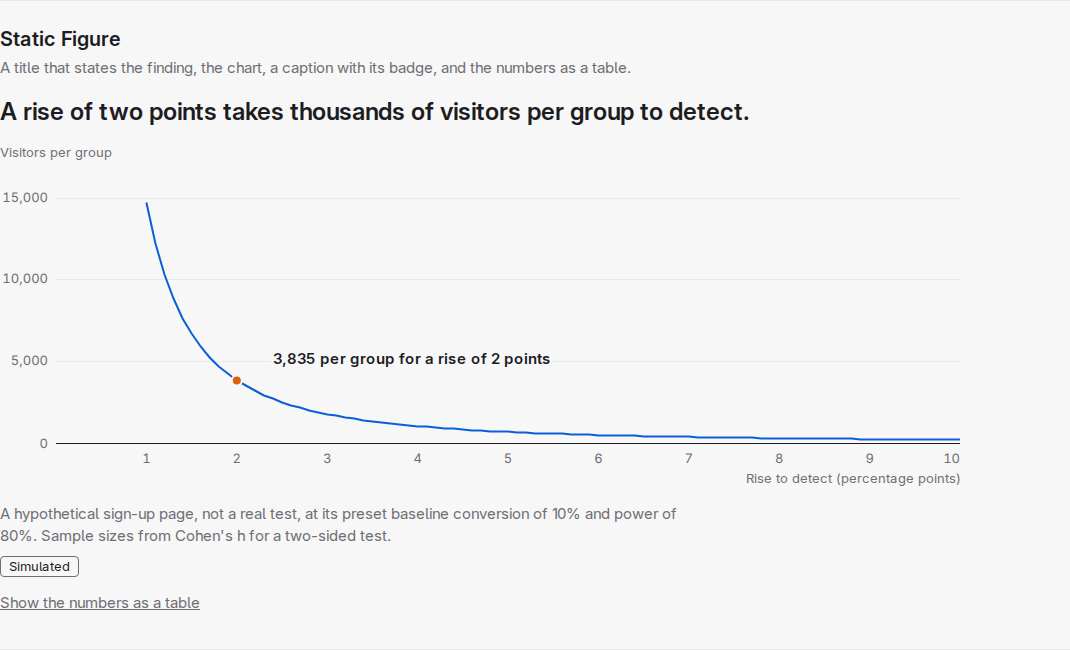 Static Figure
A title that states the finding, the chart, a caption with its badge, and the numbers as a table.
A rise of two points takes thousands of visitors per group to detect.
Visitors per group
15,000
10,000
5,000
3,835 per group for a rise of 2 points
0
1 2 3 4 5 6 7 8 9 10
Rise to detect (percentage points)
A hypothetical sign-up page, not a real test, at its preset baseline conversion of 10% and power of
80%. Sample sizes from Cohen's h for a two-sided test.
Simulated
Show the numbers as a table